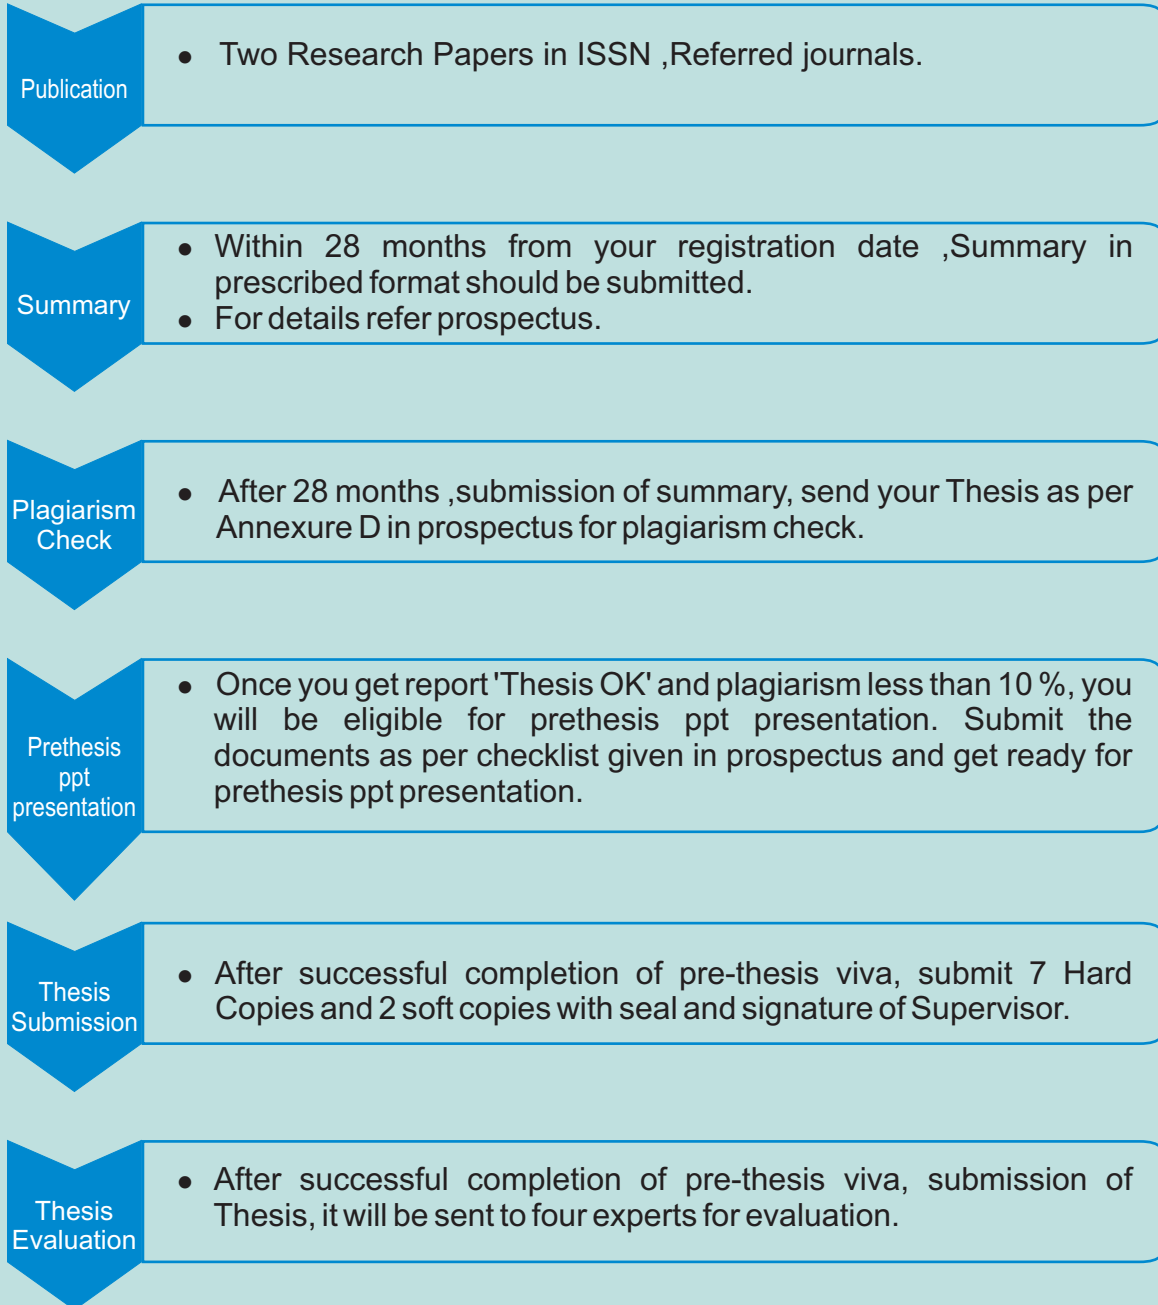 Publication
● Two Research Papers in ISSN ,Referred journals.
Summary
● Within 28 months from your registration date ,Summary in
prescribed format should be submitted.
● For details refer prospectus.
Plagiarism
Check
● After 28 months ,submission of summary, send your Thesis as per
Annexure D in prospectus for plagiarism check.
Prethesis
ppt
presentation
● Once you get report 'Thesis OK' and plagiarism less than 10 %, you
will be eligible for prethesis ppt presentation. Submit the
documents as per checklist given in prospectus and get ready for
prethesis ppt presentation.
Thesis
Submission
● After successful completion of pre-thesis viva, submit 7 Hard
Copies and 2 soft copies with seal and signature of Supervisor.
Thesis
Evaluation
● After successful completion of pre-thesis viva, submission of
Thesis, it will be sent to four experts for evaluation.